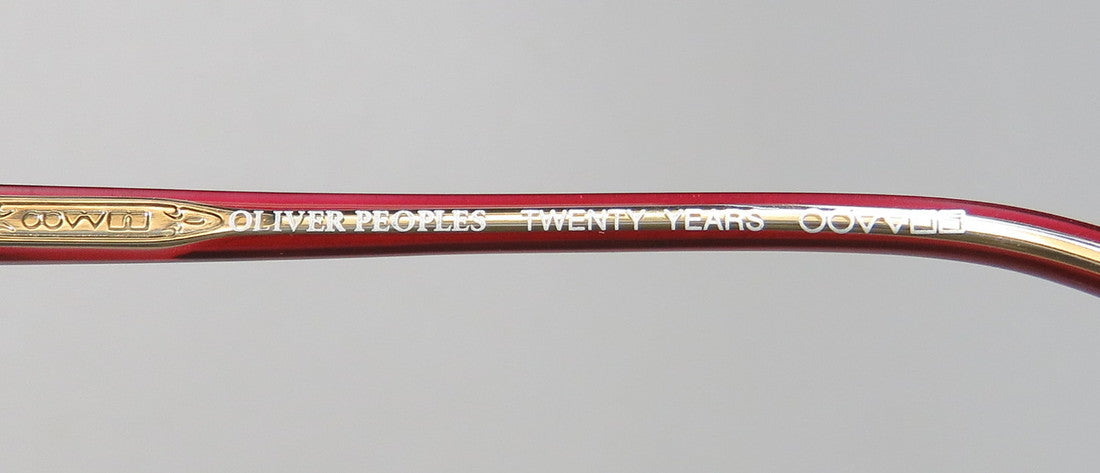 OLIVER PEOPLES TWENTY YEARS